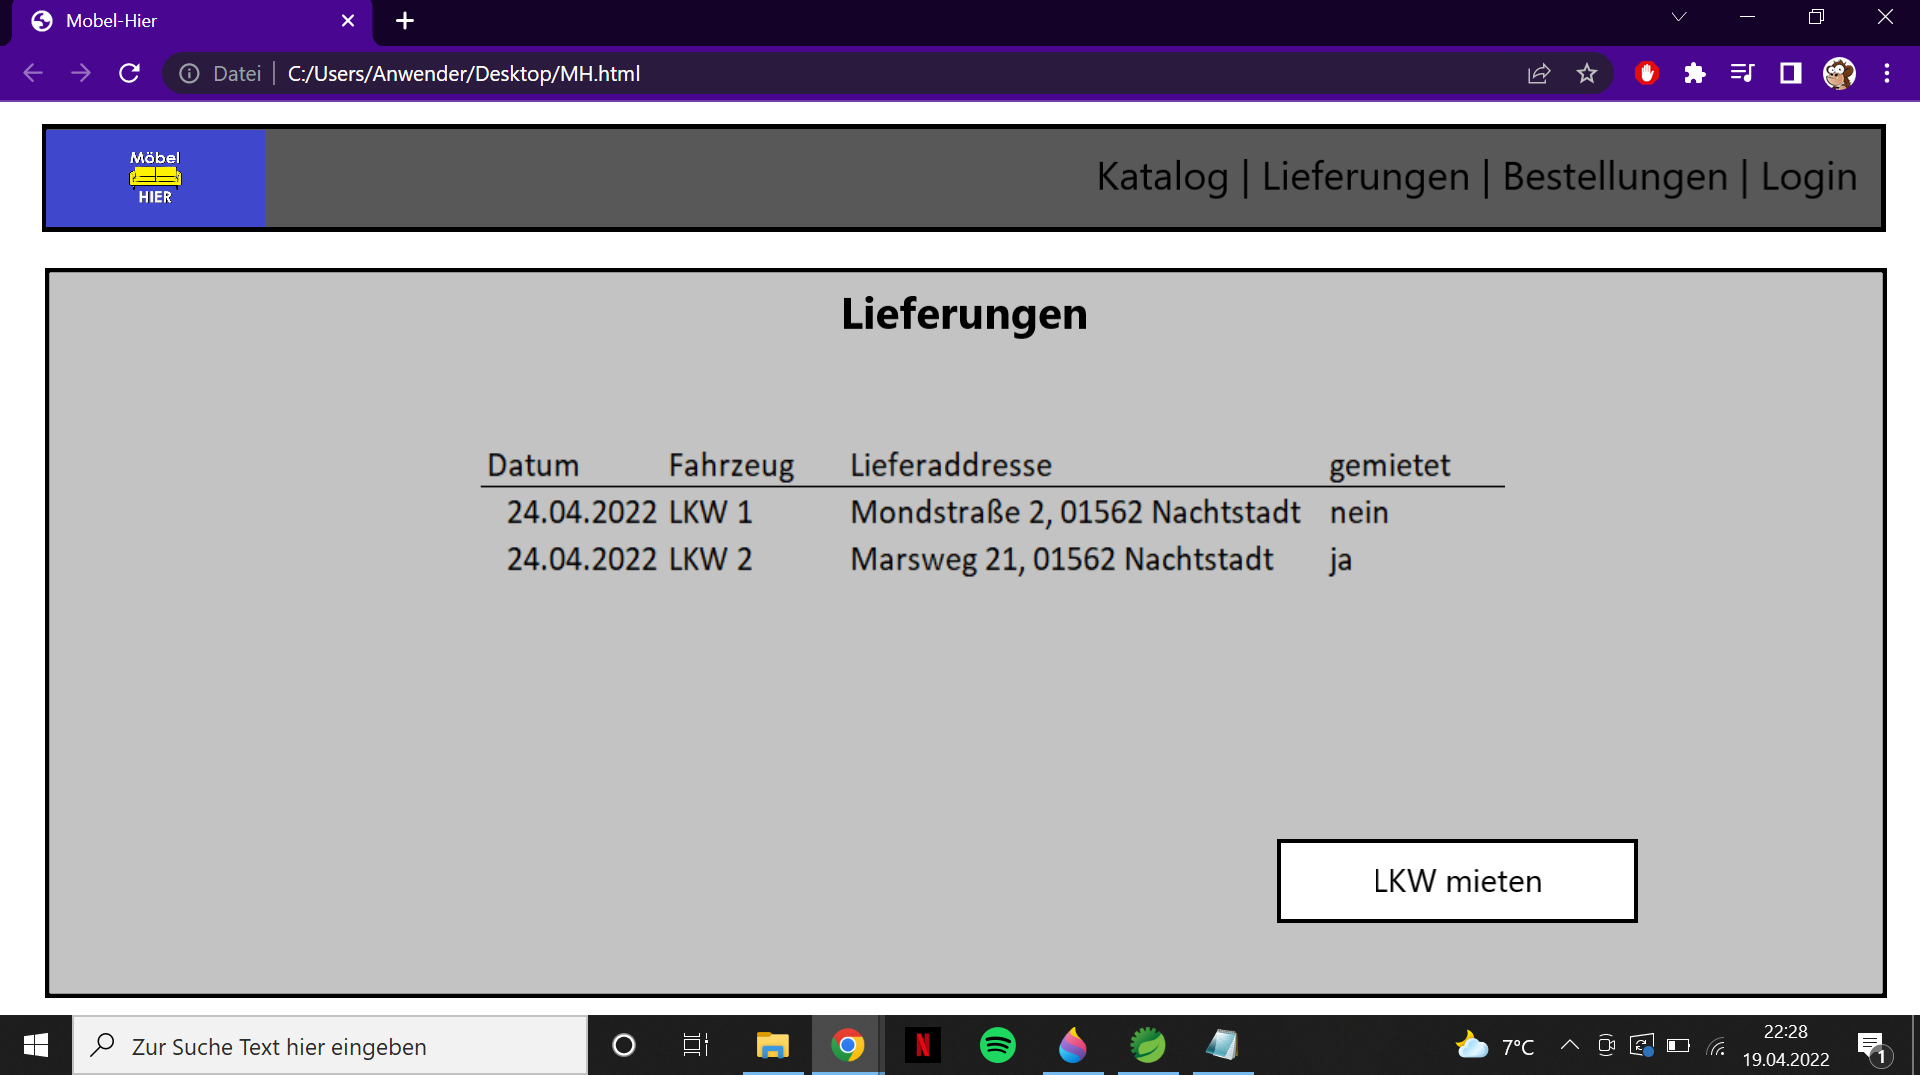 Mobel-Hier
Datei | C:/Users/Anwender/Desktop/MH.html
Möbel
HIER
Katalog | Lieferungen | Bestellungen | Login
Lieferungen
Datum Fahrzeug Lieferaddresse gemietet
24.04.2022 LKW 1 Mondstraße 2, 01562 Nachtstadt nein
24.04.2022 LKW 2 Marsweg 21, 01562 Nachtstadt ja
LKW mieten
Zur Suche Text hier eingeben
N
7°C
22:28
19.04.2022
1